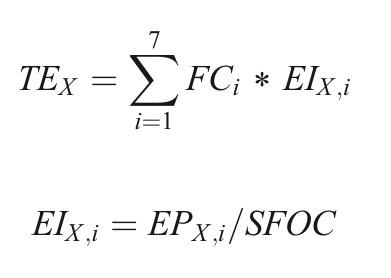 TE_X = \sum_{i=1}^{7} FC_i * EI_{X,i}
EI_{X,i} = EP_{X,i}/SFOC